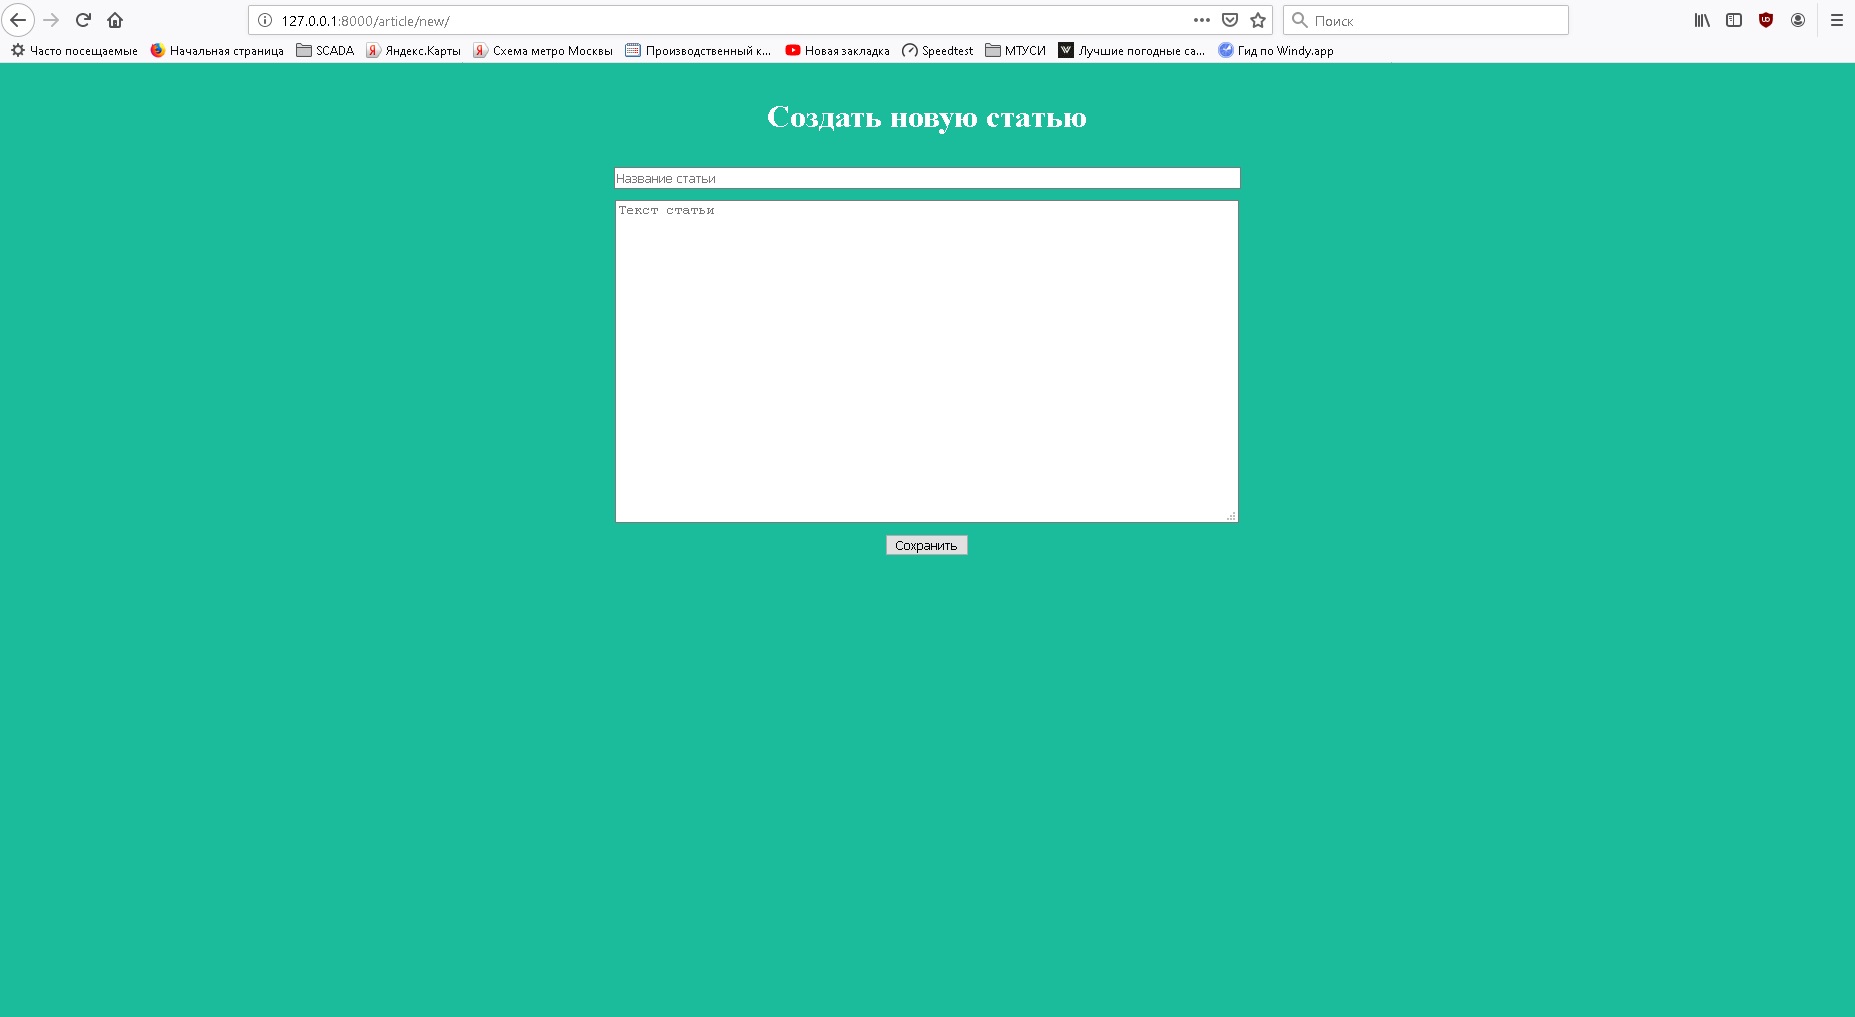 127.0.0.1:8000/article/new/
Поиск
Часто посещаемые Начальная страница SCADA Яндекс.Карты Схема метро Москвы Производственный к... Новая закладка Speedtest МТУСИ Лучшие погодные са... Гид по Windy.app
Создать новую статью
Название статьи
Текст статьи
Сохранить